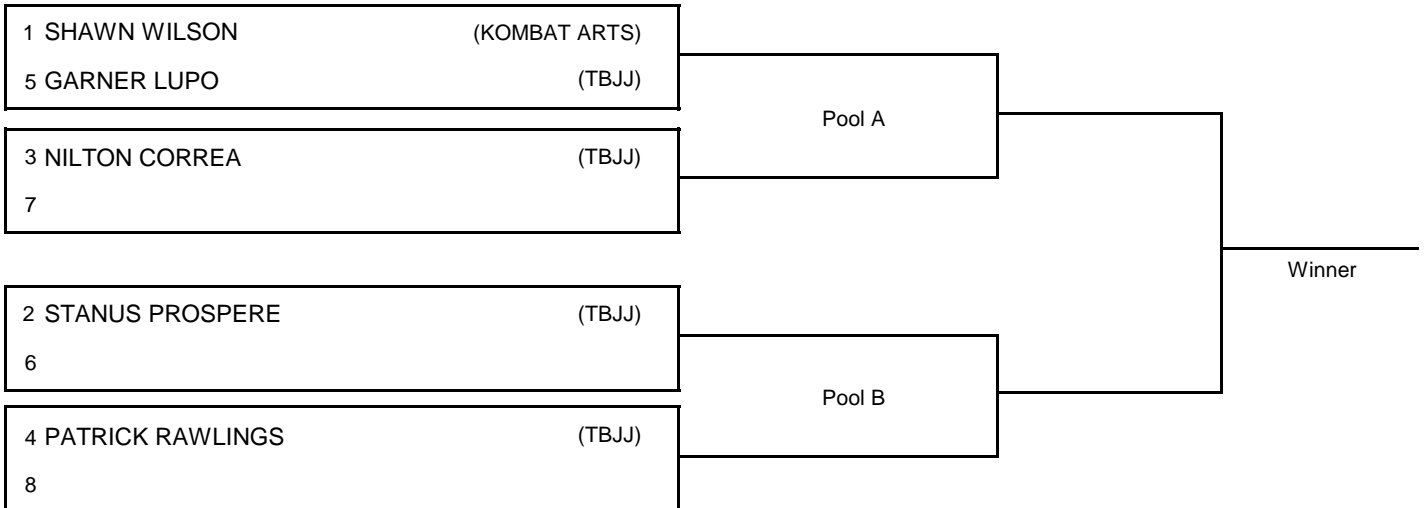 1 SHAWN WILSON (KOMBAT ARTS)
5 GARNER LUPO (TBJJ)
Pool A
3 NILTON CORREA (TBJJ)
7
Winner
2 STANUS PROSPERE (TBJJ)
6
Pool B
4 PATRICK RAWLINGS (TBJJ)
8